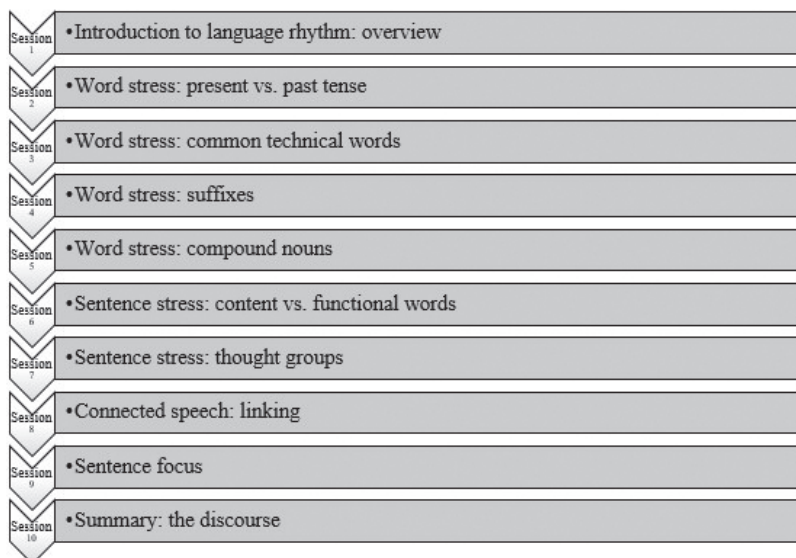 Session
1
•Introduction to language rhythm: overview
Session
2
•Word stress: present vs. past tense
Session
3
•Word stress: common technical words
Session
4
•Word stress: suffixes
Session
5
•Word stress: compound nouns
Session
6
•Sentence stress: content vs. functional words
Session
7
•Sentence stress: thought groups
Session
8
•Connected speech: linking
Session
9
•Sentence focus
Session
10
•Summary: the discourse